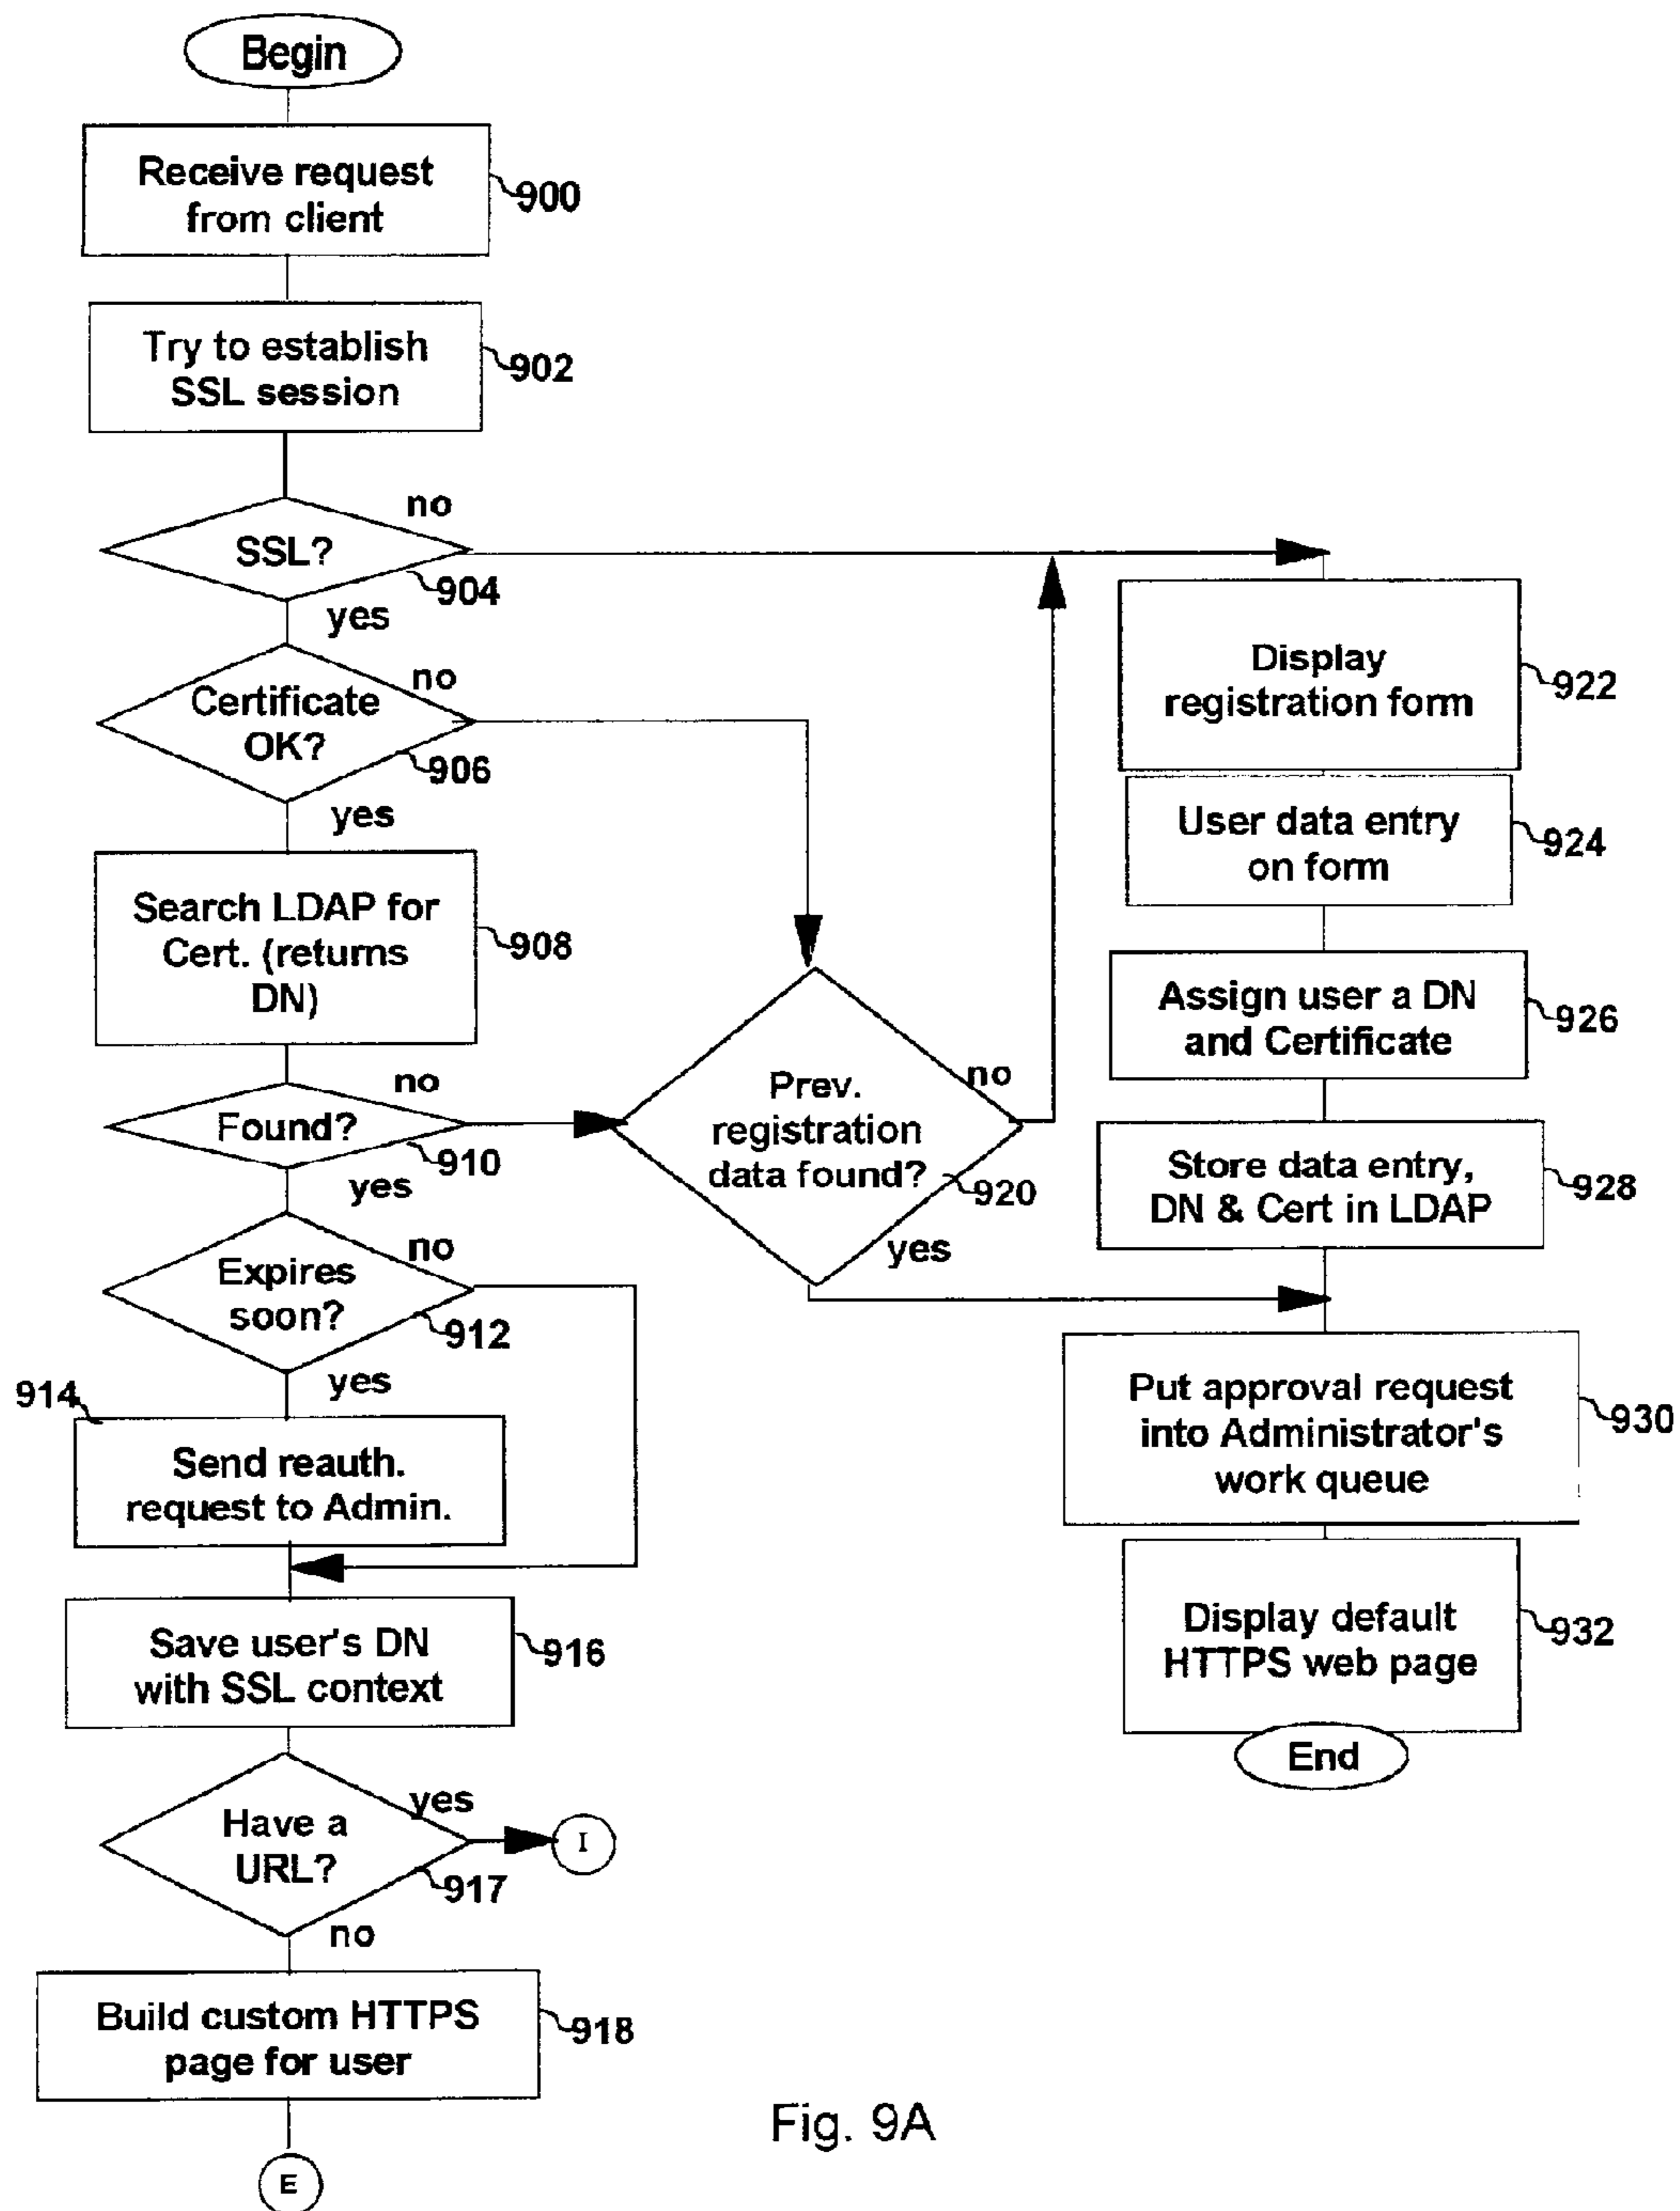 Begin
Receive request
from client
900
Try to establish
SSL session
902
no
SSL?
904
yes
no
Certificate
OK?
906
yes
Search LDAP for
Cert. (returns
DN)
908
no
Found?
910
yes
no
Expires
soon?
912
yes
914
Send reauth.
request to Admin.
Save user's DN
with SSL context
916
yes
Have a
URL?
I
917
no
Build custom HTTPS
page for user
918
E
Prev.
registration
data found?
no
920
yes
Display
registration form
922
User data entry
on form
924
Assign user a DN
and Certificate
926
Store data entry,
DN & Cert in LDAP
928
Put approval request
into Administrator's
work queue
930
Display default
HTTPS web page
932
End
Fig. 9A